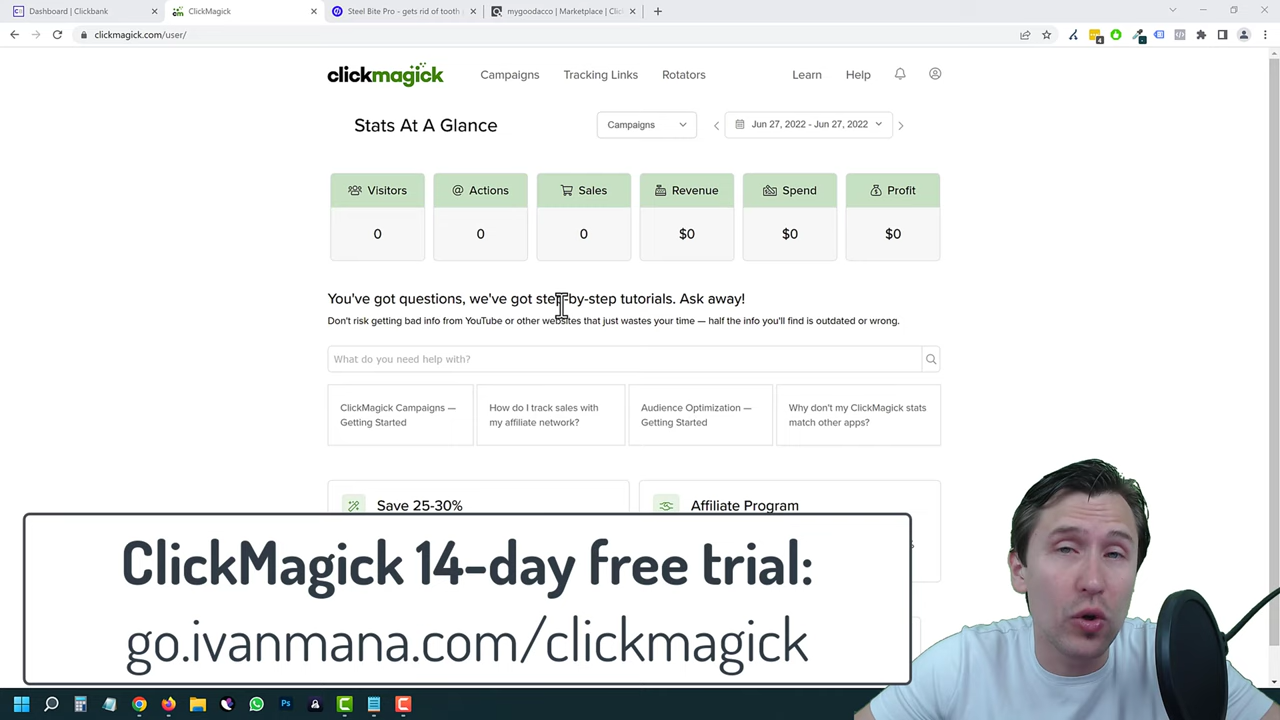 Dashboard | Clickbank
ClickMagick
Steel Bite Pro - gets rid of tooth
mygoodacco | Marketplace | Clic
clickmagick.com/user/
clickmagick
Campaigns
Tracking Links
Rotators
Learn
Help
Stats At A Glance
Campaigns
Jun 27, 2022 - Jun 27, 2022
Visitors
Actions
Sales
Revenue
Spend
Profit
0
0
0
$0
$0
$0
You've got questions, we've got step-by-step tutorials. Ask away!
Don't risk getting bad info from YouTube or other websites that just wastes your time — half the info you'll find is outdated or wrong.
What do you need help with?
ClickMagick Campaigns —
Getting Started
How do I track sales with
my affiliate network?
Audience Optimization —
Getting Started
Why don't my ClickMagick stats
match other apps?
Save 25-30%
Affiliate Program
ClickMagick 14-day free trial:
go.ivanmana.com/clickmagick